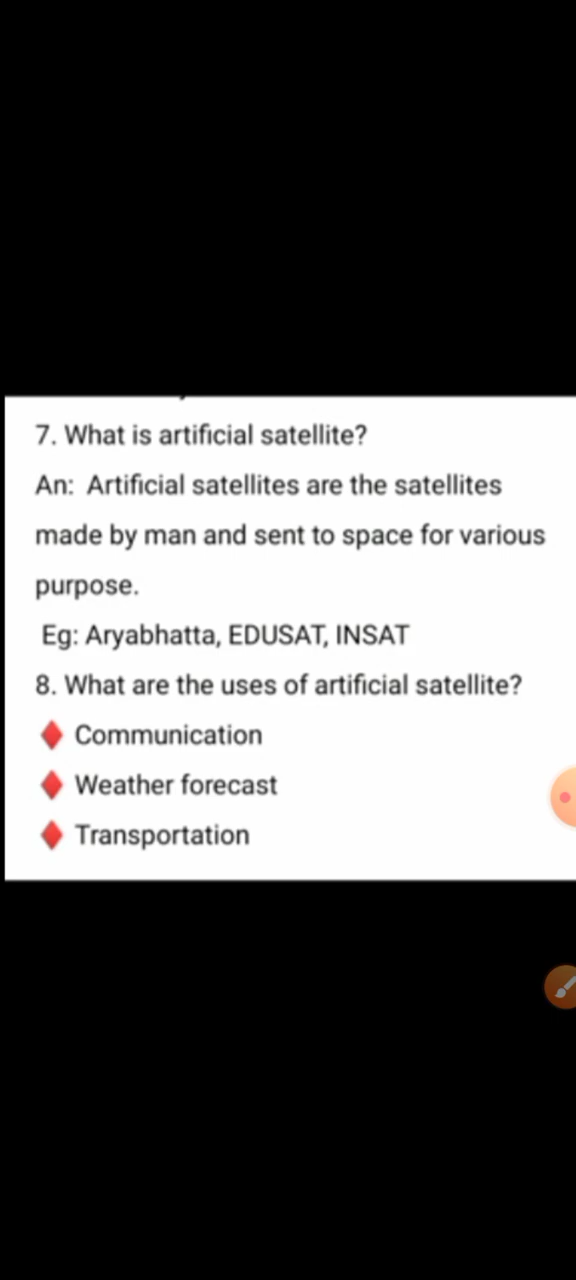 7. What is artificial satellite?
An: Artificial satellites are the satellites
made by man and sent to space for various
purpose.
Eg: Aryabhatta, EDUSAT, INSAT
8. What are the uses of artificial satellite?
♦ Communication
♦ Weather forecast
♦ Transportation